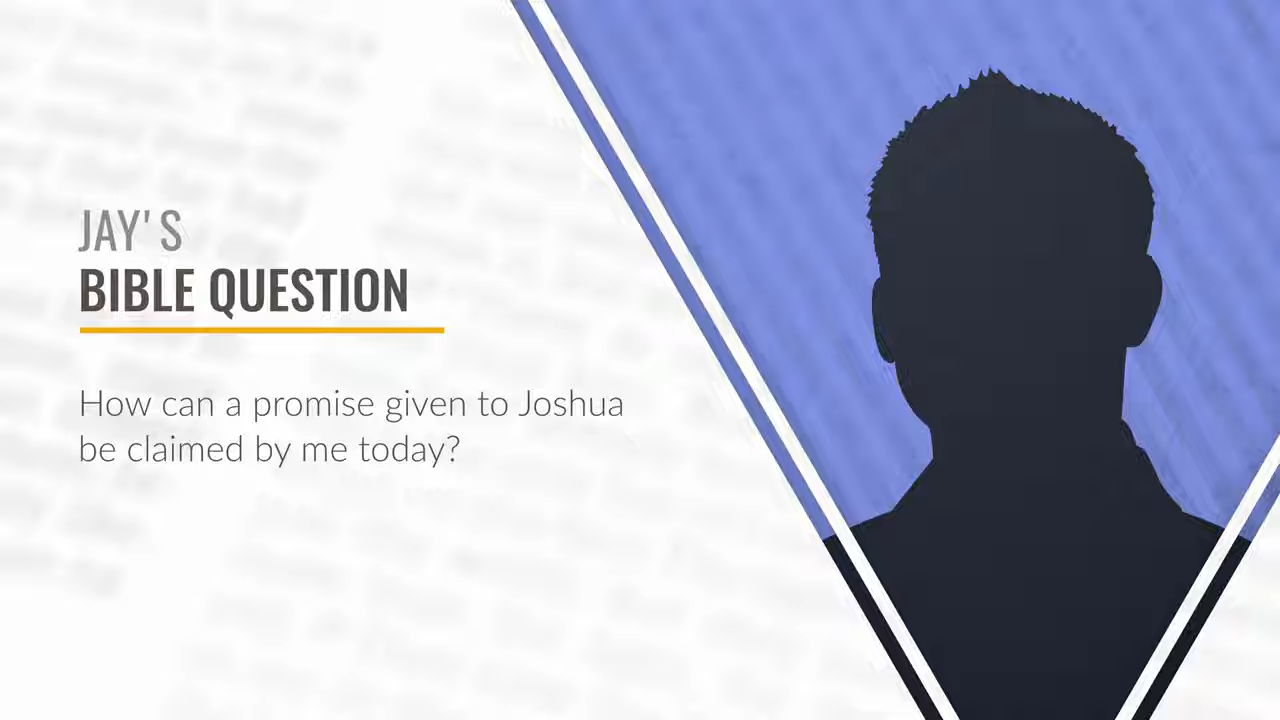 JAY'S
BIBLE QUESTION
How can a promise given to Joshua
be claimed by me today?